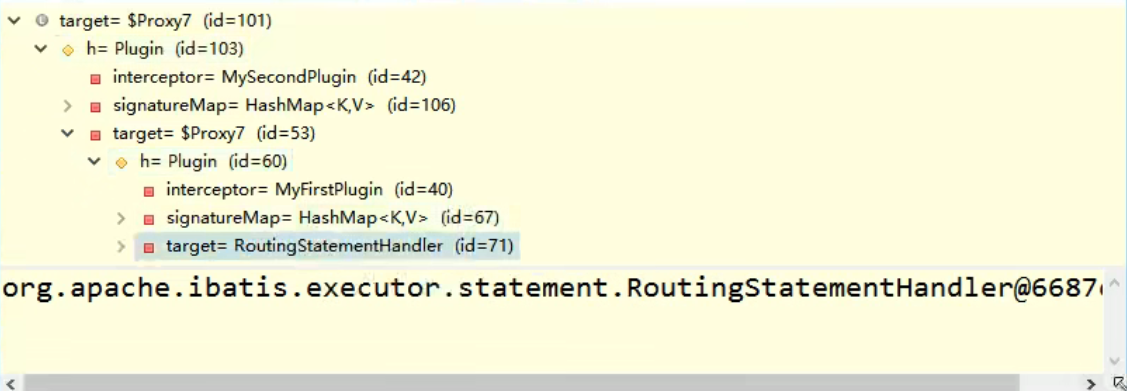 target= $Proxy7 (id=101)
h= Plugin (id=103)
interceptor= MySecondPlugin (id=42)
signatureMap= HashMap<K,V> (id=106)
target= $Proxy7 (id=53)
h= Plugin (id=60)
interceptor= MyFirstPlugin (id=40)
signatureMap= HashMap<K,V> (id=67)
target= RoutingStatementHandler (id=71)
org.apache.ibatis.executor.statement.RoutingStatementHandler@6687